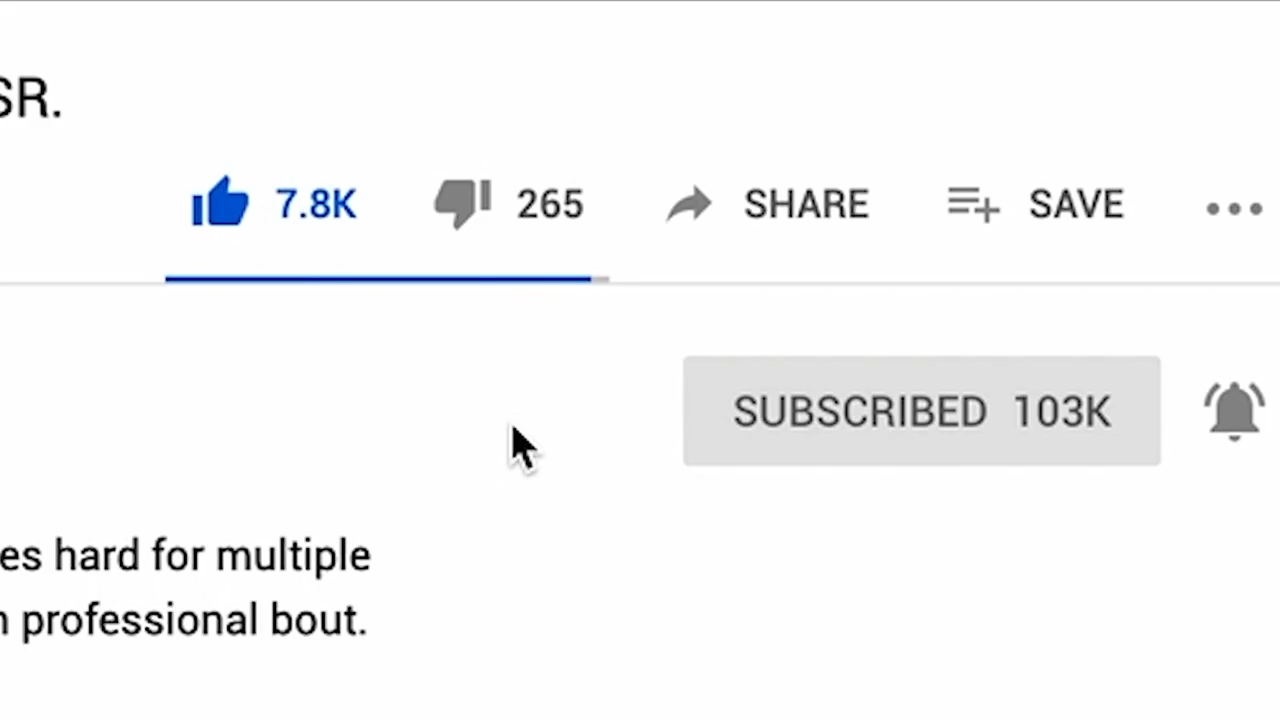 SR.
7.8K 265 SHARE SAVE
SUBSCRIBED 103K
es hard for multiple
professional bout.